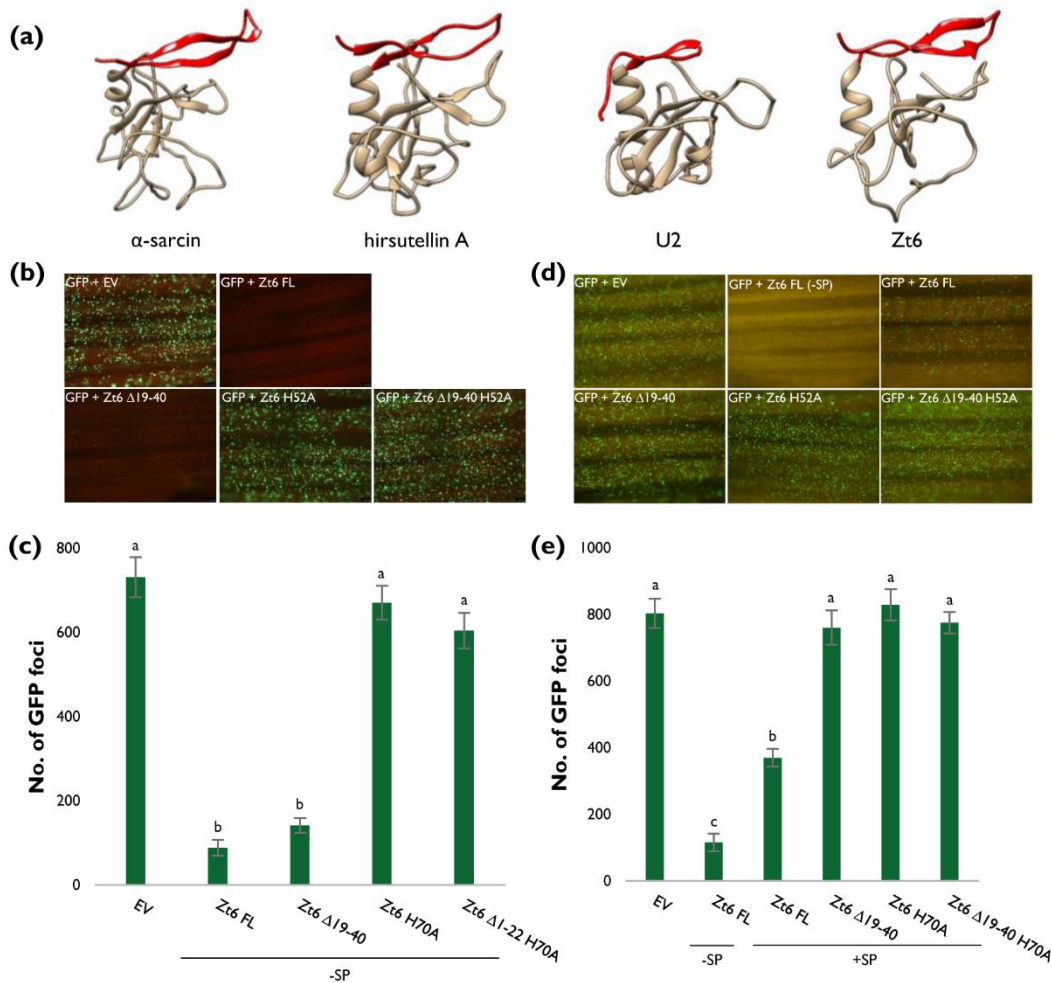 (a)
α-sarcin hirsutellin A U2 Zt6
(b)
GFP + EV GFP + Zt6 FL
GFP + Zt6 Δ19-40 GFP + Zt6 H52A GFP + Zt6 Δ19-40 H52A
(d)
GFP + EV GFP + Zt6 FL (-SP) GFP + Zt6 FL
GFP + Zt6 Δ19-40 GFP + Zt6 H52A GFP + Zt6 Δ19-40 H52A
(c)
No. of GFP foci
800
600
400
200
0
a
b
b
a
a
EV
Zt6 FL
Zt6 Δ19-40
Zt6 H70A
Zt6 Δ1-22 H70A
-SP
(e)
No. of GFP foci
1000
800
600
400
200
0
a
c
b
a
a
a
EV
Zt6 FL
Zt6 FL
Zt6 Δ19-40
Zt6 H70A
Zt6 Δ19-40 H70A
-SP
+SP